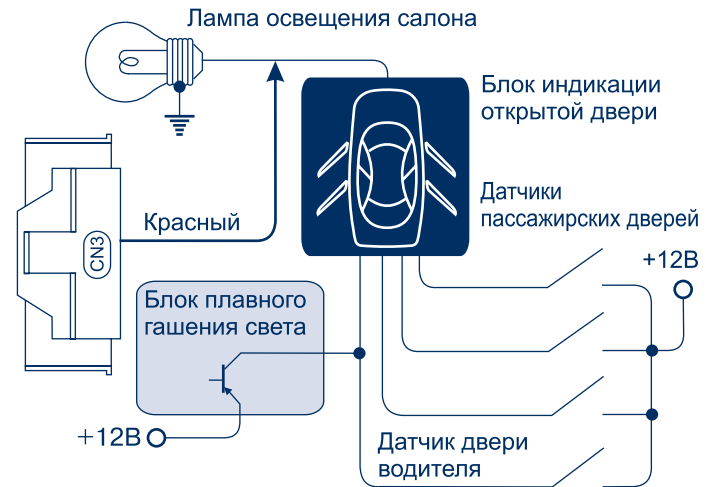 Лампа освещения салона
Блок индикации
открытой двери
Датчики
пассажирских дверей
Красный
CN3
+12В
Блок плавного
гашения света
+12В
Датчик двери
водителя